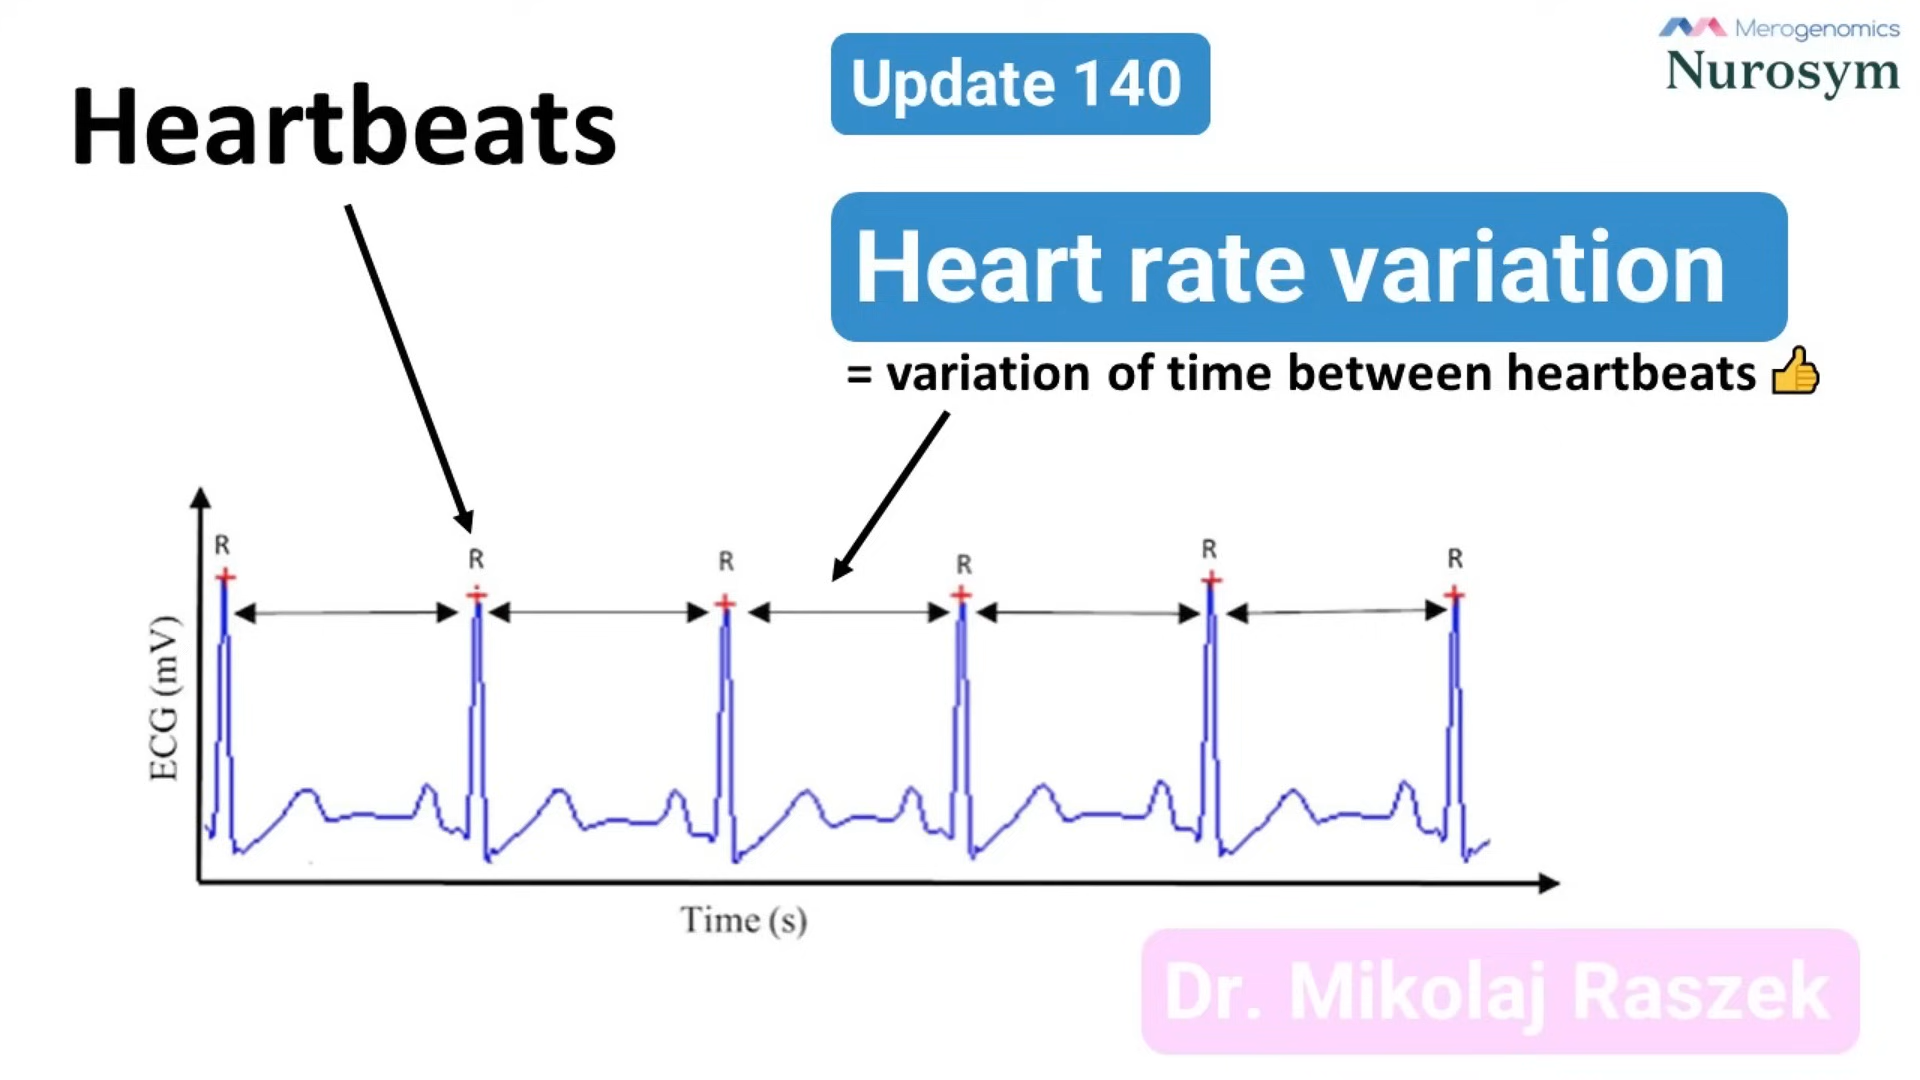 Merogenomics
Nurosym
Update 140
Heartbeats
Heart rate variation
= variation of time between heartbeats 👍
R
R
R
R
R
R
ECG (mV)
Time (s)
Dr. Mikolaj Raszek